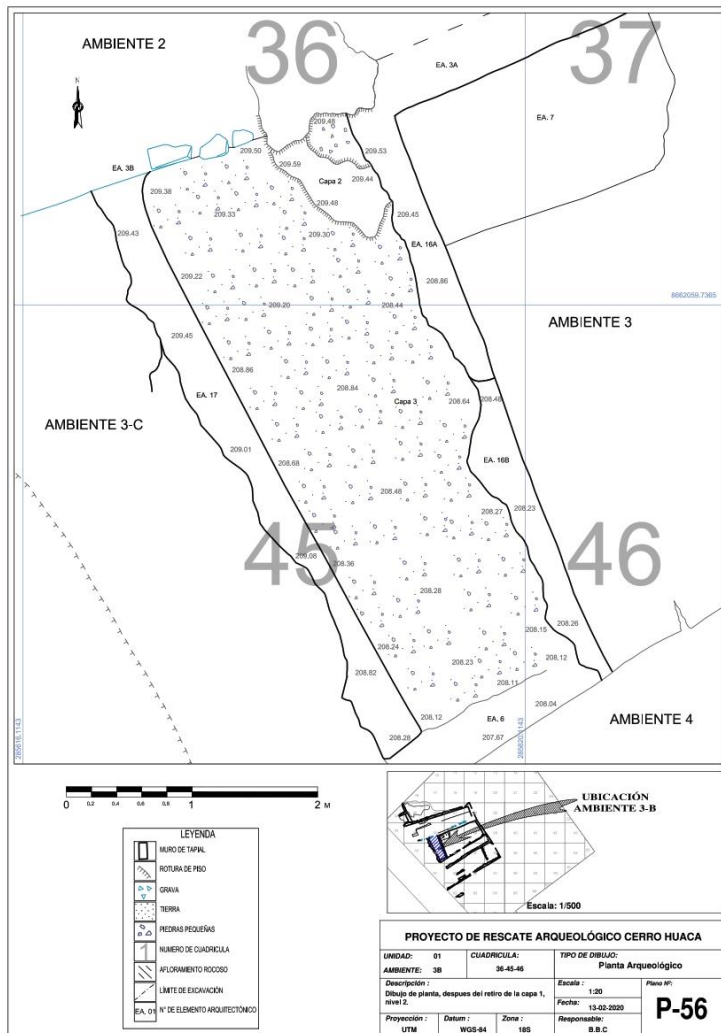 AMBIENTE 2
36
37
EA. 3A
EA. 7
N
209.48
209.50
209.53
EA. 3B
209.59
Capa 2
209.44
209.38
209.48
209.33
209.45
209.43
209.30
EA. 16A
209.22
208.86
8662059.7365
209.20
208.44
AMBIENTE 3
209.45
208.86
208.84
EA. 17
Capa 3
208.64
208.48
AMBIENTE 3-C
209.01
208.68
EA. 16B
208.48
208.27
208.23
45
46
209.08
208.36
208.28
208.26
208.15
208.24
208.23
208.12
208.82
208.11
208.12
208.04
EA. 6
AMBIENTE 4
208.28
207.67
0 0,2 0,4 0,6 0,8 1 2 M
UBICACIÓN
AMBIENTE 3-B
Escala: 1/500
LEYENDA
MURO DE TAPIAL
ROTURA DE PISO
GRAVA
TIERRA
PIEDRAS PEQUEÑAS
1 NUMERO DE CUADRICULA
AFLORAMIENTO ROCOSO
LÍMITE DE EXCAVACIÓN
EA. 01 N° DE ELEMENTO ARQUITECTÓNICO
PROYECTO DE RESCATE ARQUEOLÓGICO CERRO HUACA
UNIDAD: 01
CUADRICULA:
TIPO DE DIBUJO:
AMBIENTE: 3B
36-45-46
Planta Arqueológico
Descripción :
Dibujo de planta, despues del retiro de la capa 1,
nivel 2.
Escala : 1:20
Fecha: 13-02-2020
Plano Nº:
P-56
Proyección : UTM
Datum : WGS-84
Zona : 18S
Responsable: B.B.C